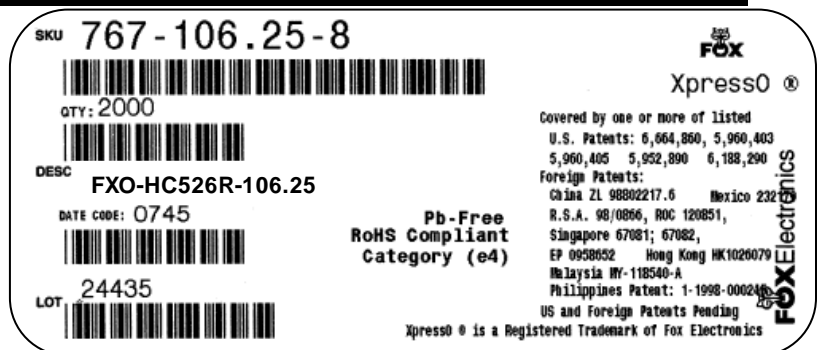 SKU 767-106.25-8
QTY: 2000
DESC
FXO-HC526R-106.25
DATE CODE: 0745
LOT 24435
Pb-Free
RoHS Compliant
Category (e4)
FOX
XpressO ®
Covered by one or more of listed
U.S. Patents: 6,664,860, 5,960,403
5,960,405 5,952,890 6,188,290
Foreign Patents:
China ZL 98802217.6 Mexico
R.S.A. 98/0866, ROC 120851,
Singapore 67081; 67082,
EP 0958652 Hong Kong HK1026079
Malaysia MY-118540-A
Philippines Patent:
US and Foreign Patents Pending
XpressO ® is a Registered Trademark of Fox Electronics
FOXElectronics